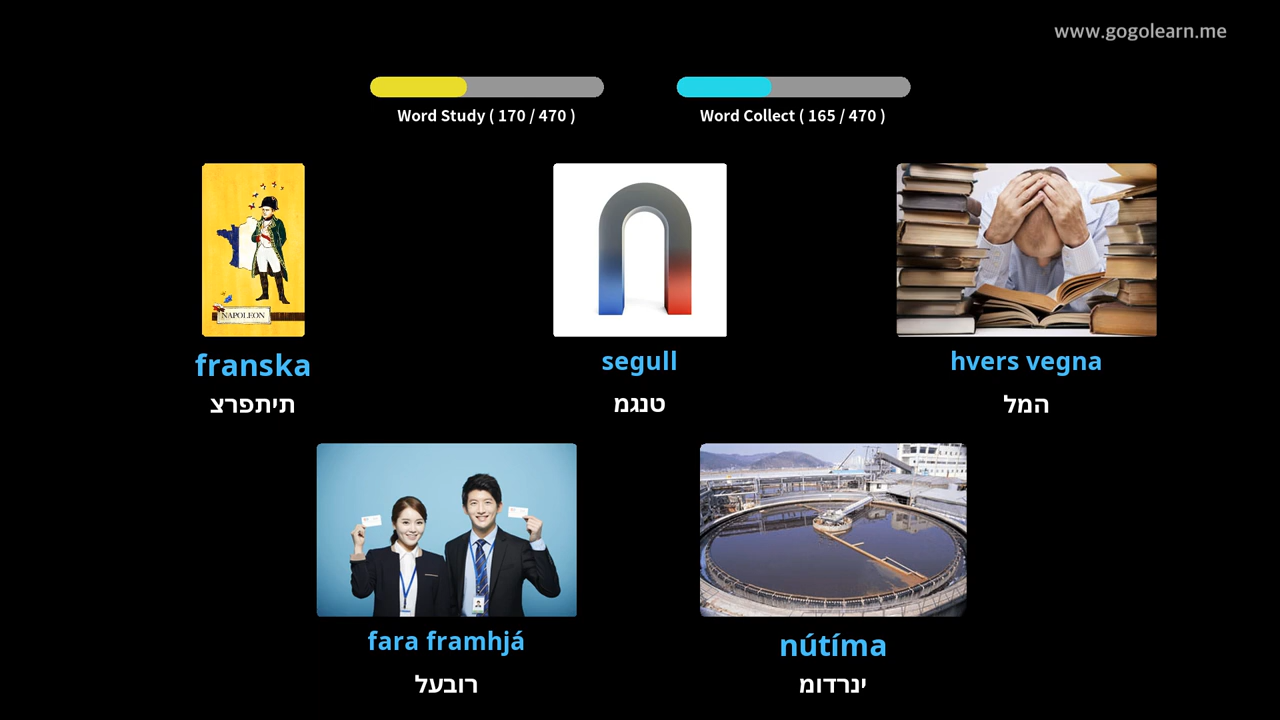 www.gogolearn.me
Word Study ( 170 / 470 )
Word Collect ( 165 / 470 )
NAPOLEON
franska
תיתפרצ
segull
טנגמ
hvers vegna
המל
fara framhjá
רובעל
nútíma
ינרדומ